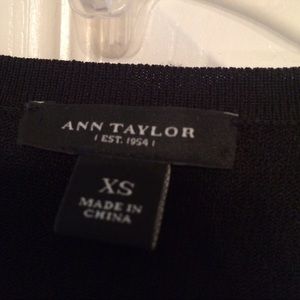 ANN TAYLOR
| EST. 1954 |
XS
MADE IN
CHINA